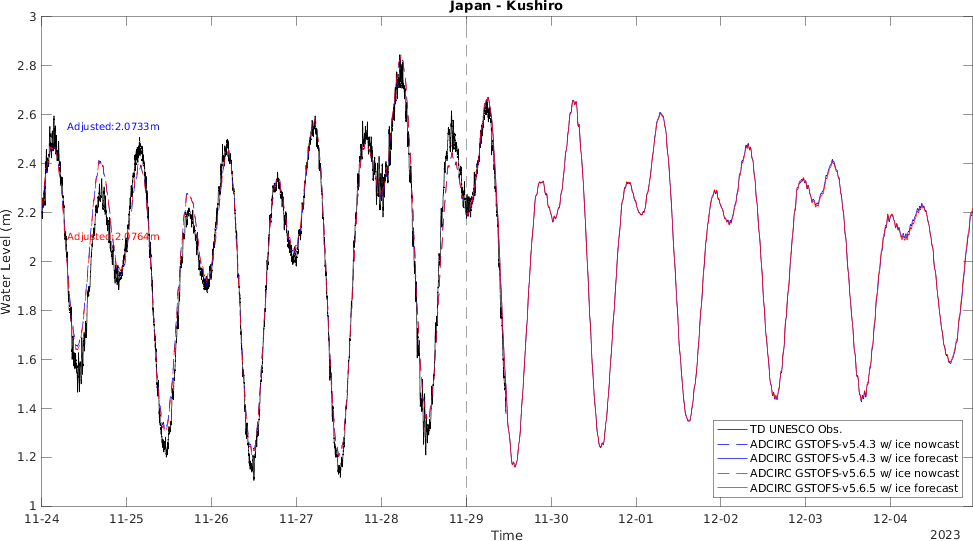 Japan - Kushiro
3
2.8
2.6
2.4
2.2
2
1.8
1.6
1.4
1.2
1
Water Level (m)
Adjusted:2.0733m
Adjusted:2.0764m
TD UNESCO Obs.
ADCIRC GSTOFS-v5.4.3 w/ ice nowcast
ADCIRC GSTOFS-v5.4.3 w/ ice forecast
ADCIRC GSTOFS-v5.6.5 w/ ice nowcast
ADCIRC GSTOFS-v5.6.5 w/ ice forecast
11-24 11-25 11-26 11-27 11-28 11-29 11-30 12-01 12-02 12-03 12-04
Time
2023